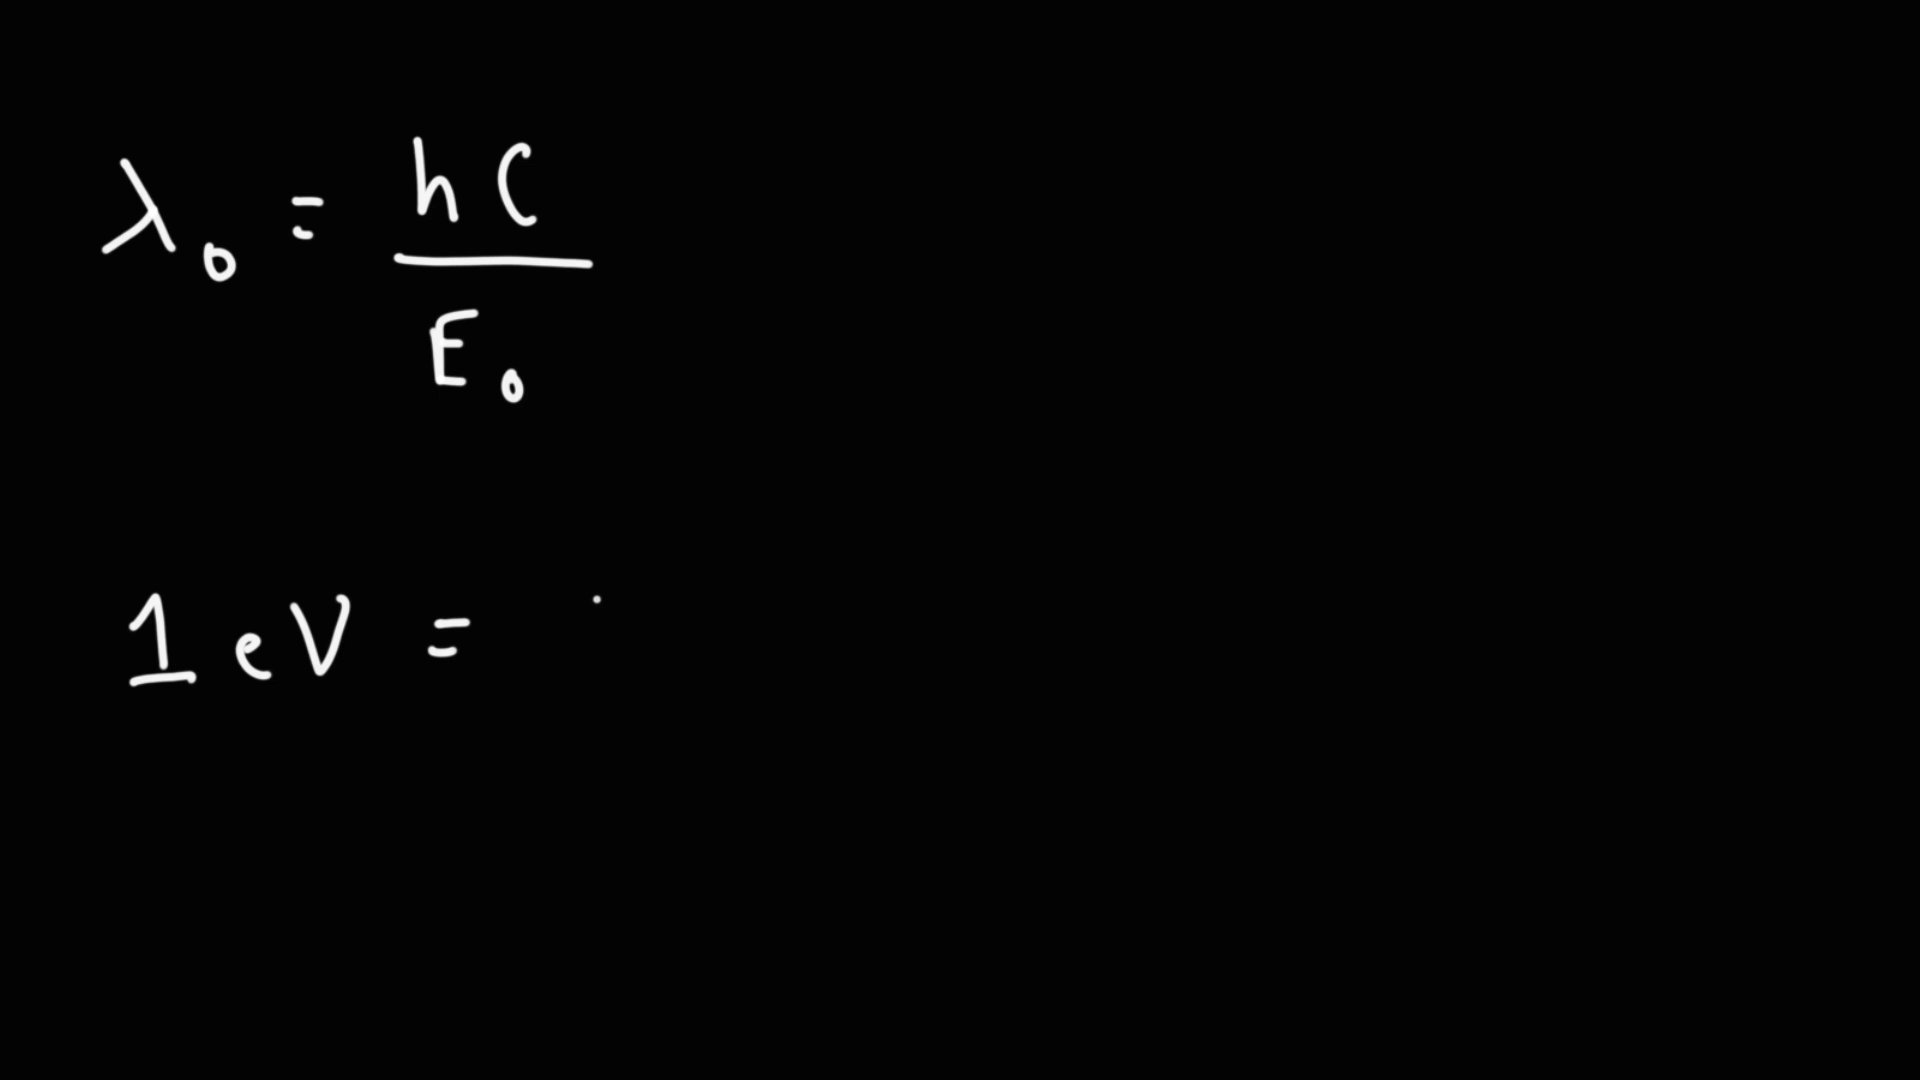 λ₀ = hC / E₀
1 eV =